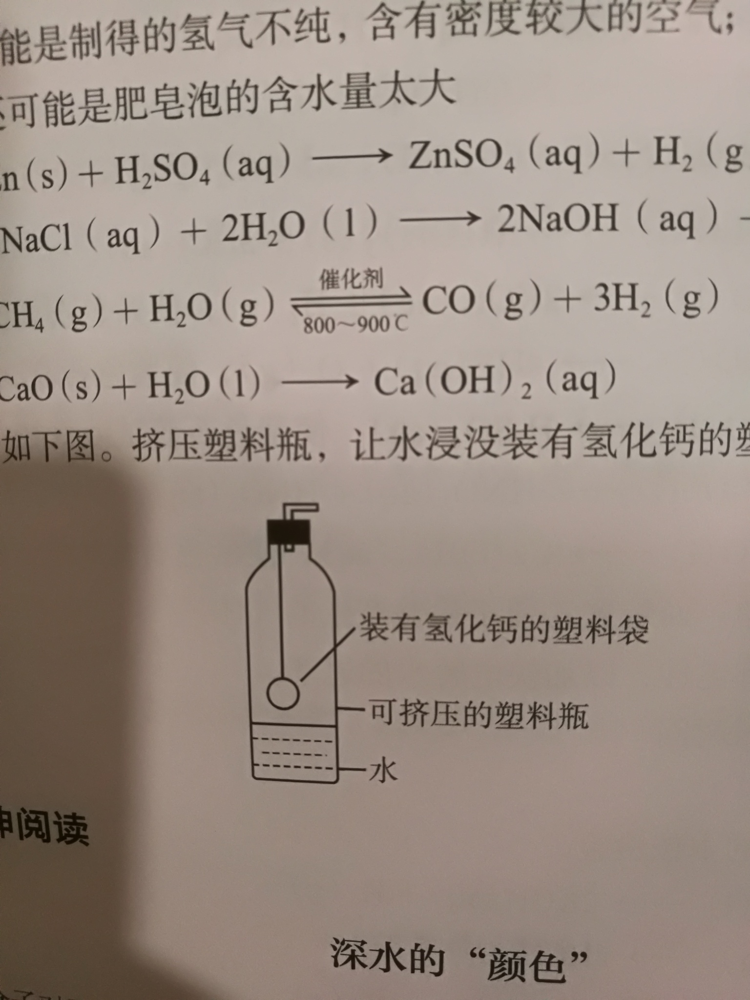 能是制得的氢气不纯，含有密度较大的空气；
可能是肥皂泡的含水量太大
n(s) + H₂SO₄(aq) ⟶ ZnSO₄(aq) + H₂(g
NaCl(aq) + 2H₂O(l) ⟶ 2NaOH(aq)
CH₄(g) + H₂O(g) ⇌ CO(g) + 3H₂(g)
催化剂
800～900℃
CaO(s) + H₂O(l) ⟶ Ca(OH)₂(aq)
如下图。挤压塑料瓶，让水浸没装有氢化钙的塑
装有氢化钙的塑料袋
可挤压的塑料瓶
水
阅读
深水的“颜色”